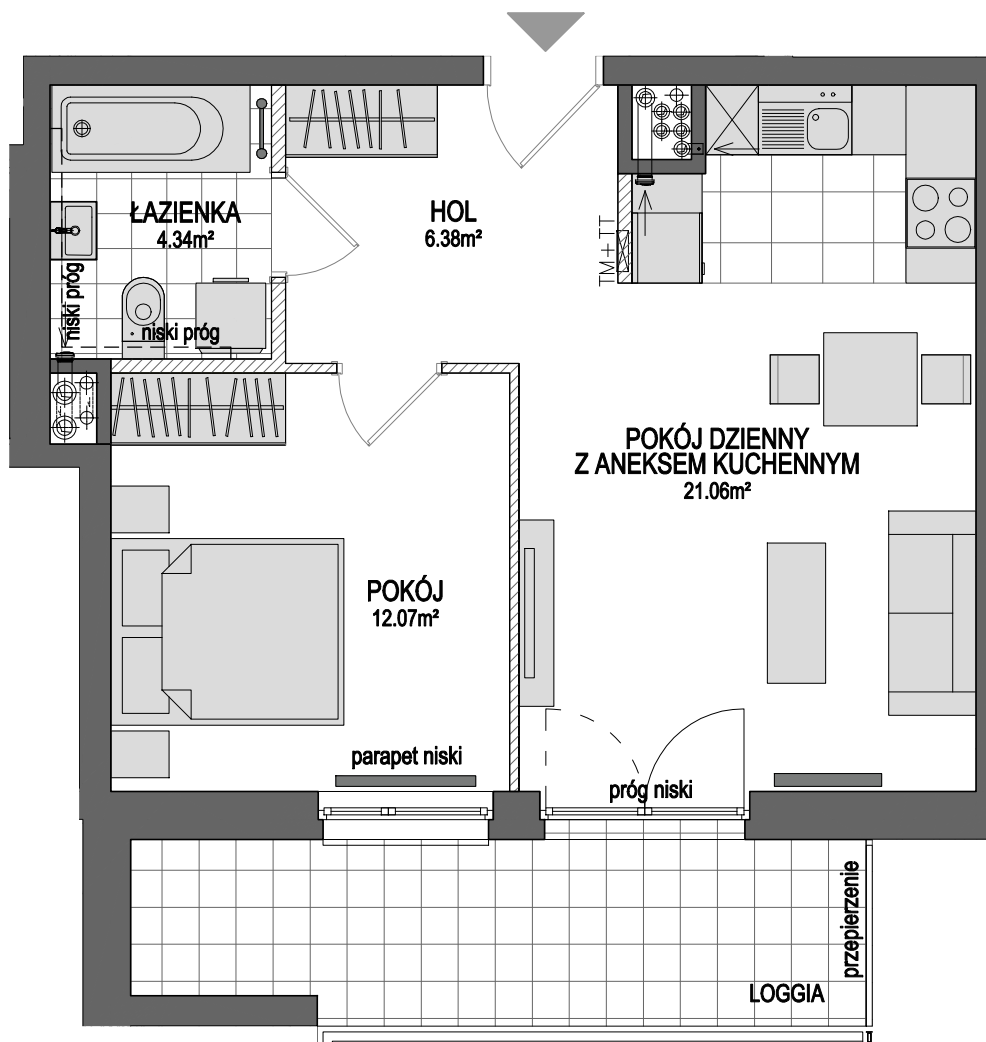 ŁAZIENKA
4.34m²
HOL
6.38m²
TM+TT
niski próg
niski próg
POKÓJ DZIENNY
Z ANEKSEM KUCHENNYM
21.06m²
POKÓJ
12.07m²
parapet niski
próg niski
przepierzenie
LOGGIA